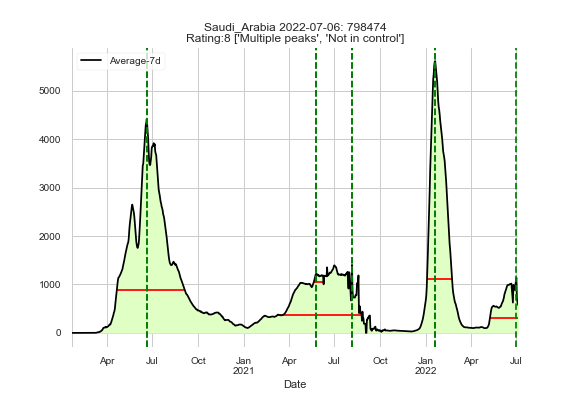 Saudi_Arabia 2022-07-06: 798474
Rating:8 ['Multiple peaks', 'Not in control']
Average-7d
5000
4000
3000
2000
1000
0
Apr Jul Oct Jan Apr Jul Oct Jan Apr Jul
2021 2022
Date